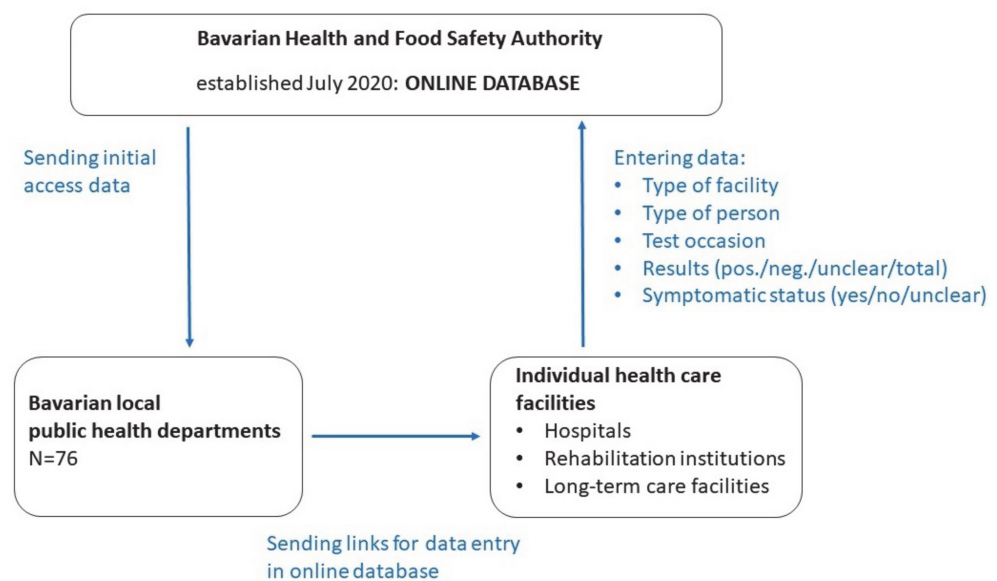 Bavarian Health and Food Safety Authority
established July 2020: ONLINE DATABASE
Sending initial
access data
Entering data:
• Type of facility
• Type of person
• Test occasion
• Results (pos./neg./unclear/total)
• Symptomatic status (yes/no/unclear)
Bavarian local
public health departments
N=76
Individual health care
facilities
• Hospitals
• Rehabilitation institutions
• Long-term care facilities
Sending links for data entry
in online database